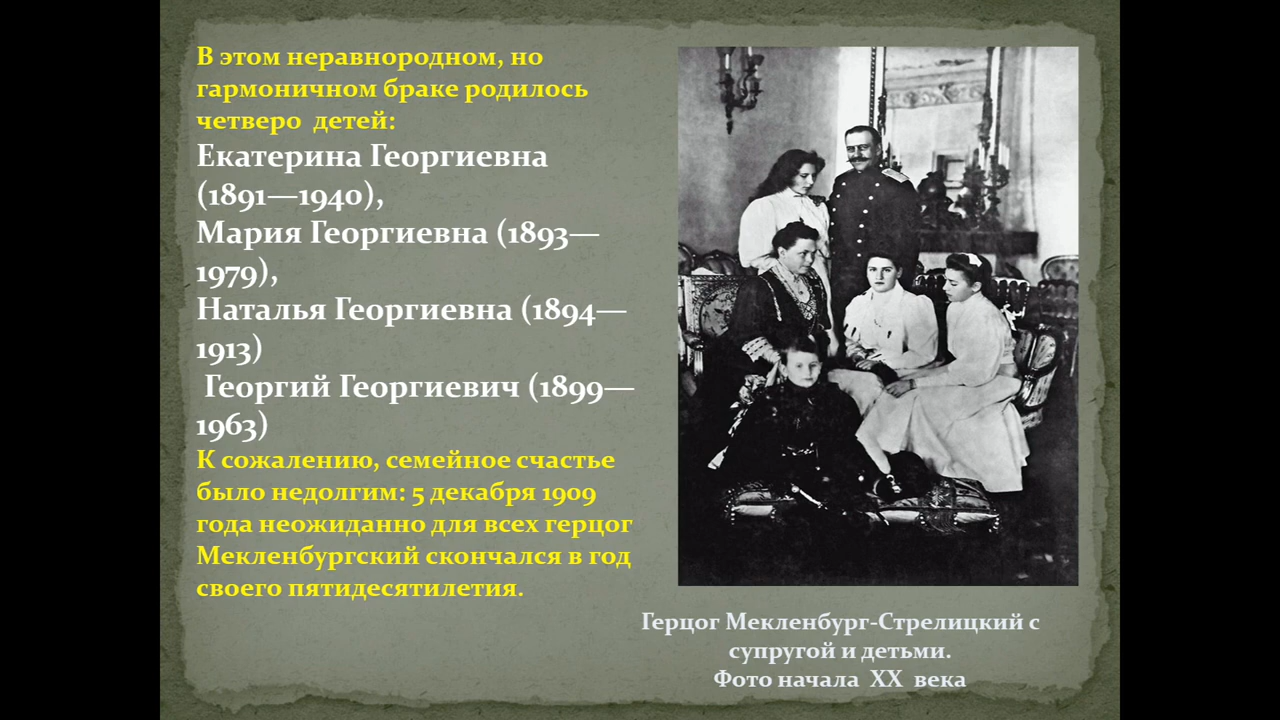 В этом неравнородном, но
гармоничном браке родилось
четверо детей:
Екатерина Георгиевна
(1891—1940),
Мария Георгиевна (1893—
1979),
Наталья Георгиевна (1894—
1913)
Георгий Георгиевич (1899—
1963)
К сожалению, семейное счастье
было недолгим: 5 декабря 1909
года неожиданно для всех герцог
Мекленбургский скончался в год
своего пятидесятилетия.
Герцог Мекленбург-Стрелицкий с
супругой и детьми.
Фото начала XX века